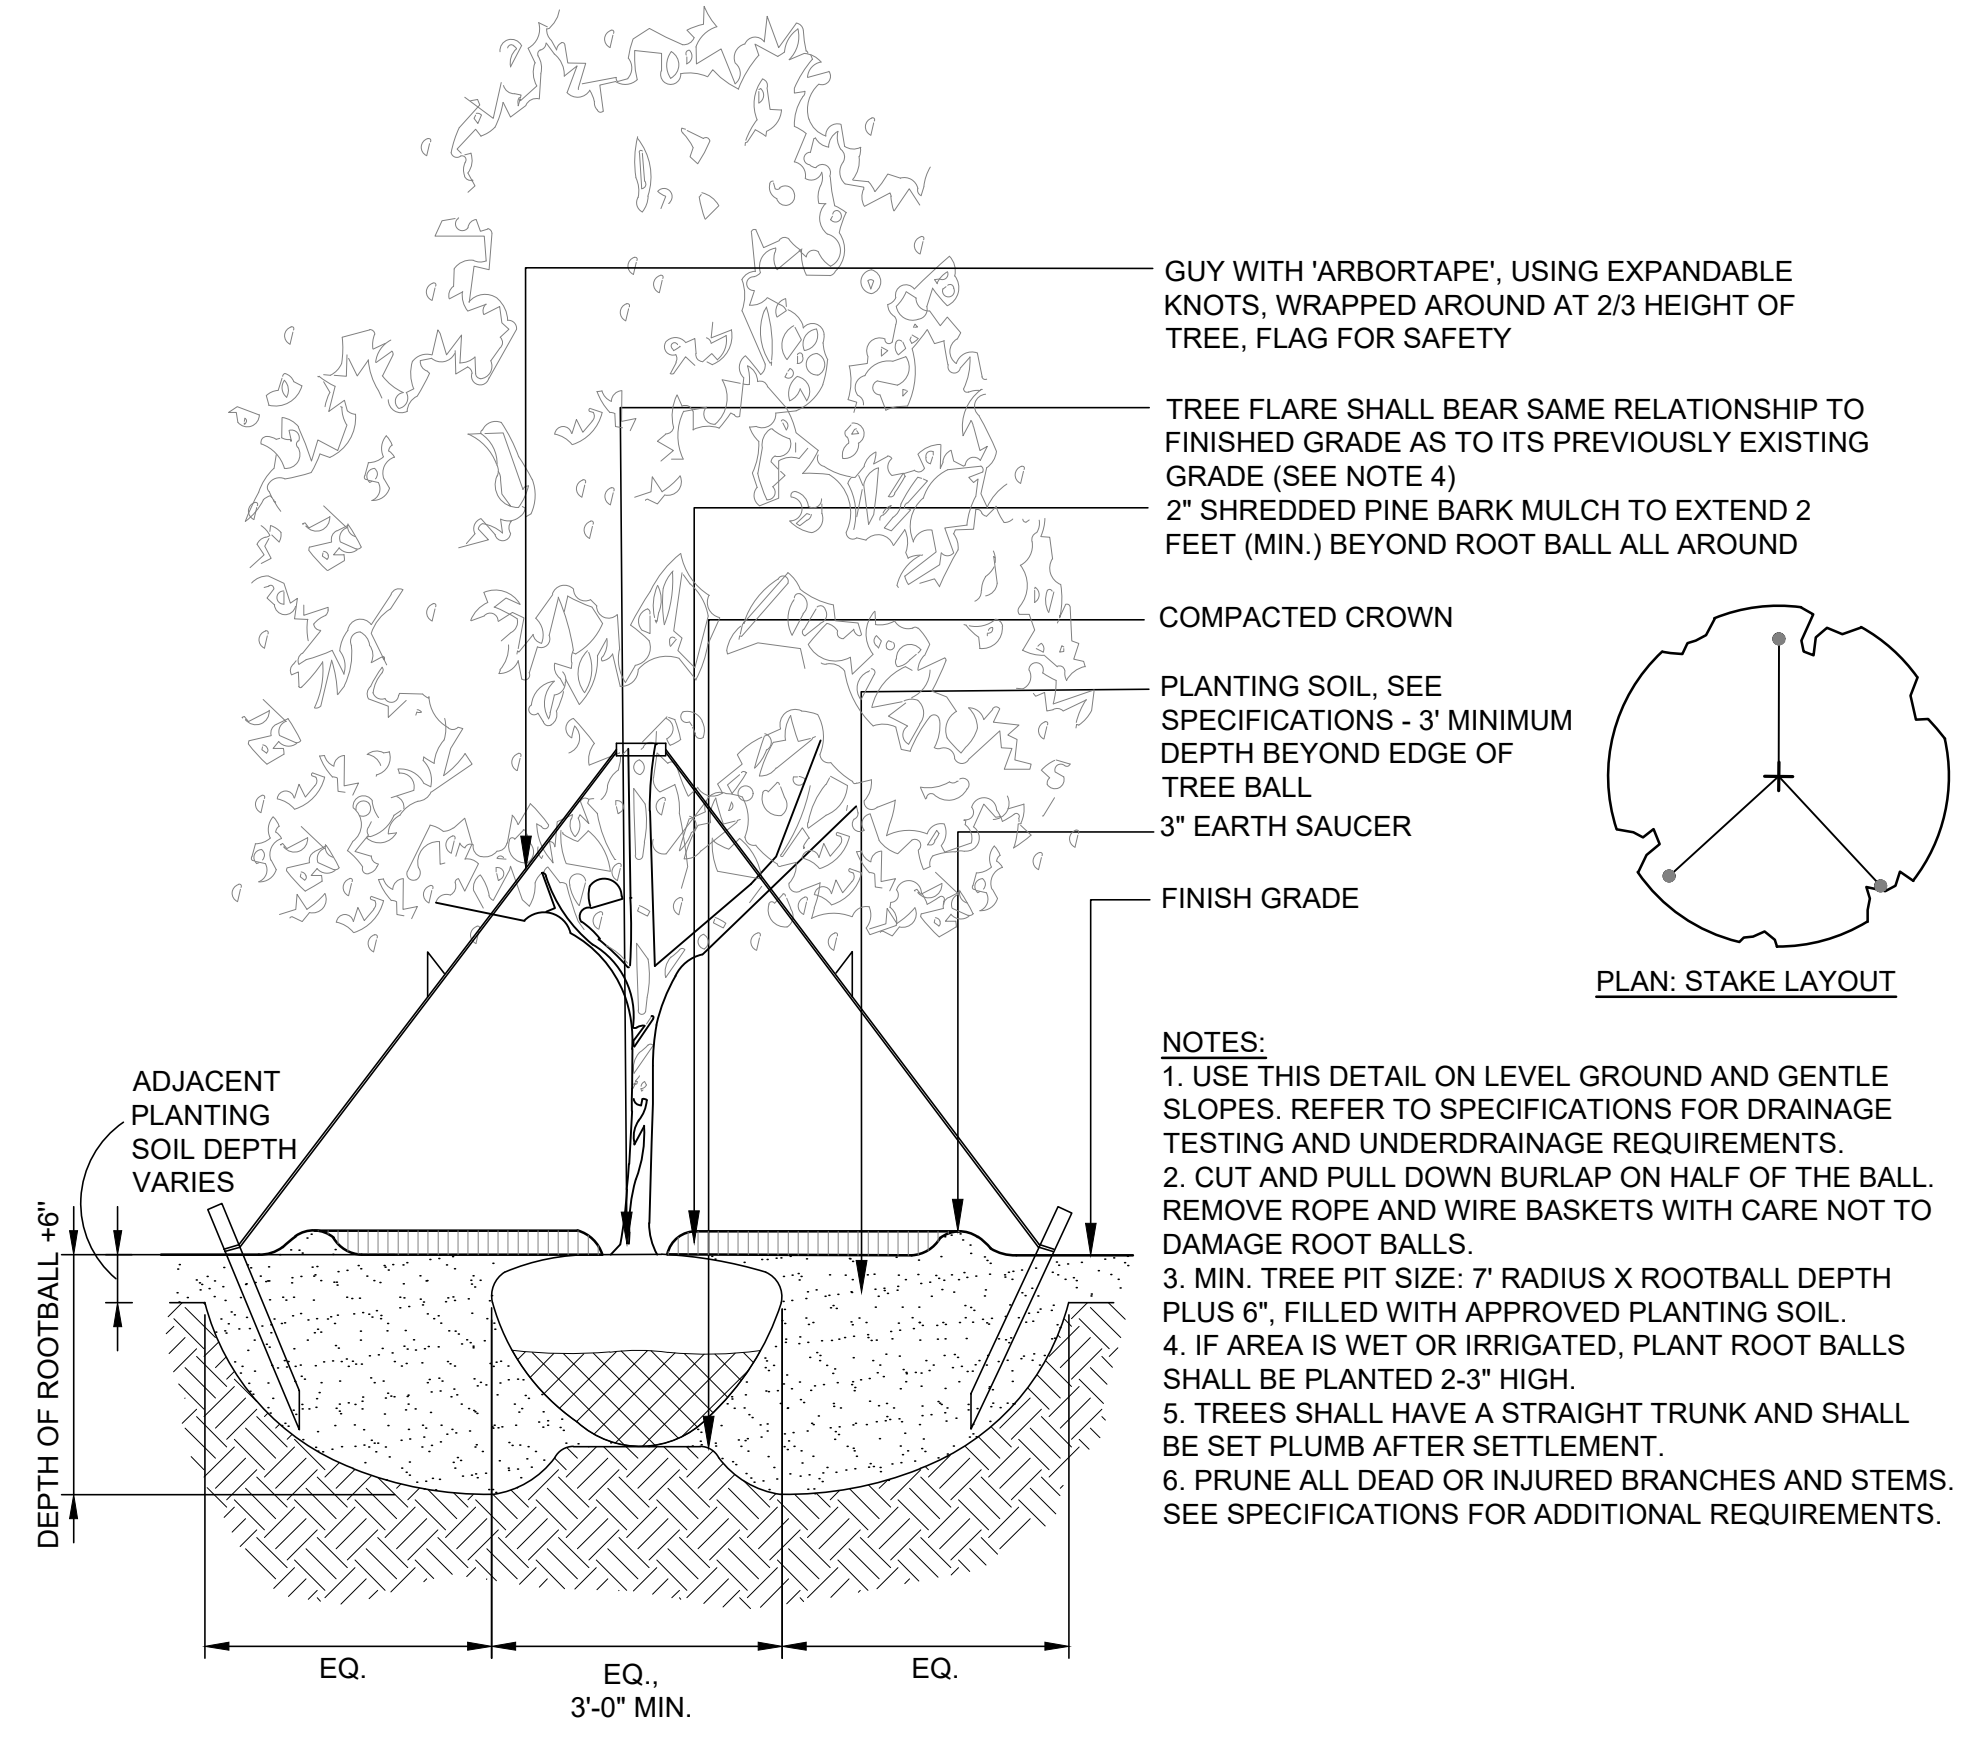 GUY WITH 'ARBORTAPE', USING EXPANDABLE
KNOTS, WRAPPED AROUND AT 2/3 HEIGHT OF
TREE, FLAG FOR SAFETY
TREE FLARE SHALL BEAR SAME RELATIONSHIP TO
FINISHED GRADE AS TO ITS PREVIOUSLY EXISTING
GRADE (SEE NOTE 4)
2" SHREDDED PINE BARK MULCH TO EXTEND 2
FEET (MIN.) BEYOND ROOT BALL ALL AROUND
COMPACTED CROWN
PLANTING SOIL, SEE
SPECIFICATIONS - 3' MINIMUM
DEPTH BEYOND EDGE OF
TREE BALL
3" EARTH SAUCER
FINISH GRADE
PLAN: STAKE LAYOUT
NOTES:
1. USE THIS DETAIL ON LEVEL GROUND AND GENTLE
SLOPES. REFER TO SPECIFICATIONS FOR DRAINAGE
TESTING AND UNDERDRAINAGE REQUIREMENTS.
2. CUT AND PULL DOWN BURLAP ON HALF OF THE BALL.
REMOVE ROPE AND WIRE BASKETS WITH CARE NOT TO
DAMAGE ROOT BALLS.
3. MIN. TREE PIT SIZE: 7' RADIUS X ROOTBALL DEPTH
PLUS 6", FILLED WITH APPROVED PLANTING SOIL.
4. IF AREA IS WET OR IRRIGATED, PLANT ROOT BALLS
SHALL BE PLANTED 2-3" HIGH.
5. TREES SHALL HAVE A STRAIGHT TRUNK AND SHALL
BE SET PLUMB AFTER SETTLEMENT.
6. PRUNE ALL DEAD OR INJURED BRANCHES AND STEMS.
SEE SPECIFICATIONS FOR ADDITIONAL REQUIREMENTS.
ADJACENT
PLANTING
SOIL DEPTH
VARIES
DEPTH OF ROOTBALL +6"
EQ.
EQ.,
3'-0" MIN.
EQ.